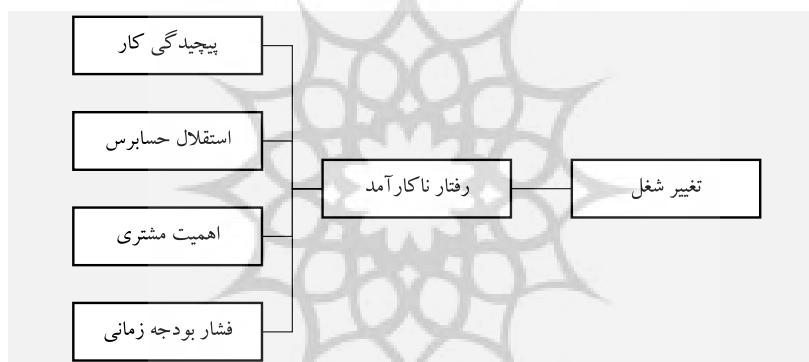 پیچیدگی کار
استقلال حسابرس
اهمیت مشتری
فشار بودجه زمانی
رفتار ناکارآمد
تغییر شغل